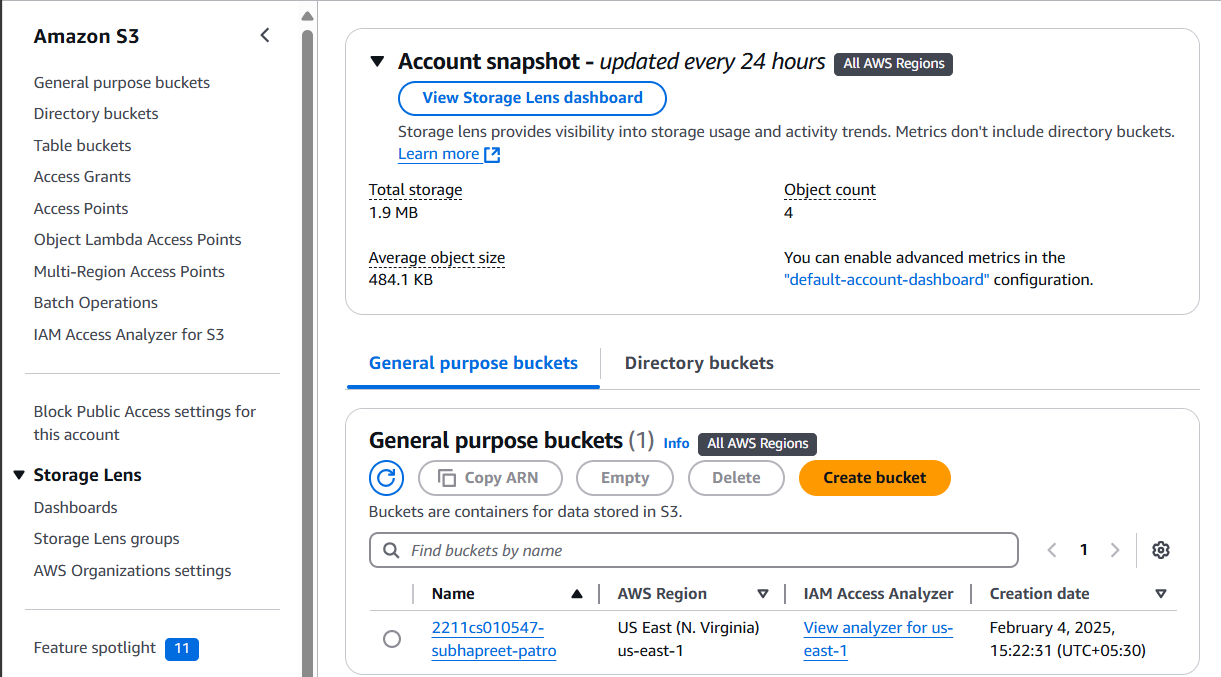 Amazon S3
General purpose buckets
Directory buckets
Table buckets
Access Grants
Access Points
Object Lambda Access Points
Multi-Region Access Points
Batch Operations
IAM Access Analyzer for S3
Block Public Access settings for
this account
Storage Lens
Dashboards
Storage Lens groups
AWS Organizations settings
Feature spotlight 11
Account snapshot - updated every 24 hours All AWS Regions
View Storage Lens dashboard
Storage lens provides visibility into storage usage and activity trends. Metrics don't include directory buckets.
Learn more
Total storage
1.9 MB
Object count
4
Average object size
484.1 KB
You can enable advanced metrics in the
"default-account-dashboard" configuration.
General purpose buckets Directory buckets
General purpose buckets (1) Info All AWS Regions
Copy ARN Empty Delete Create bucket
Buckets are containers for data stored in S3.
Find buckets by name 1
Name AWS Region IAM Access Analyzer Creation date
2211cs010547- US East (N. Virginia) View analyzer for us- February 4, 2025,
subhapreet-patro us-east-1 east-1 15:22:31 (UTC+05:30)